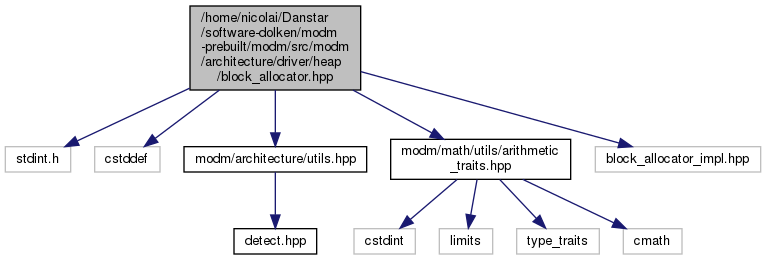 /home/nicolai/Danstar
/software-dolken/modm
-prebuilt/modm/src/modm
/architecture/driver/heap
/block_allocator.hpp
stdint.h
cstddef
modm/architecture/utils.hpp
modm/math/utils/arithmetic
_traits.hpp
block_allocator_impl.hpp
detect.hpp
cstdint
limits
type_traits
cmath